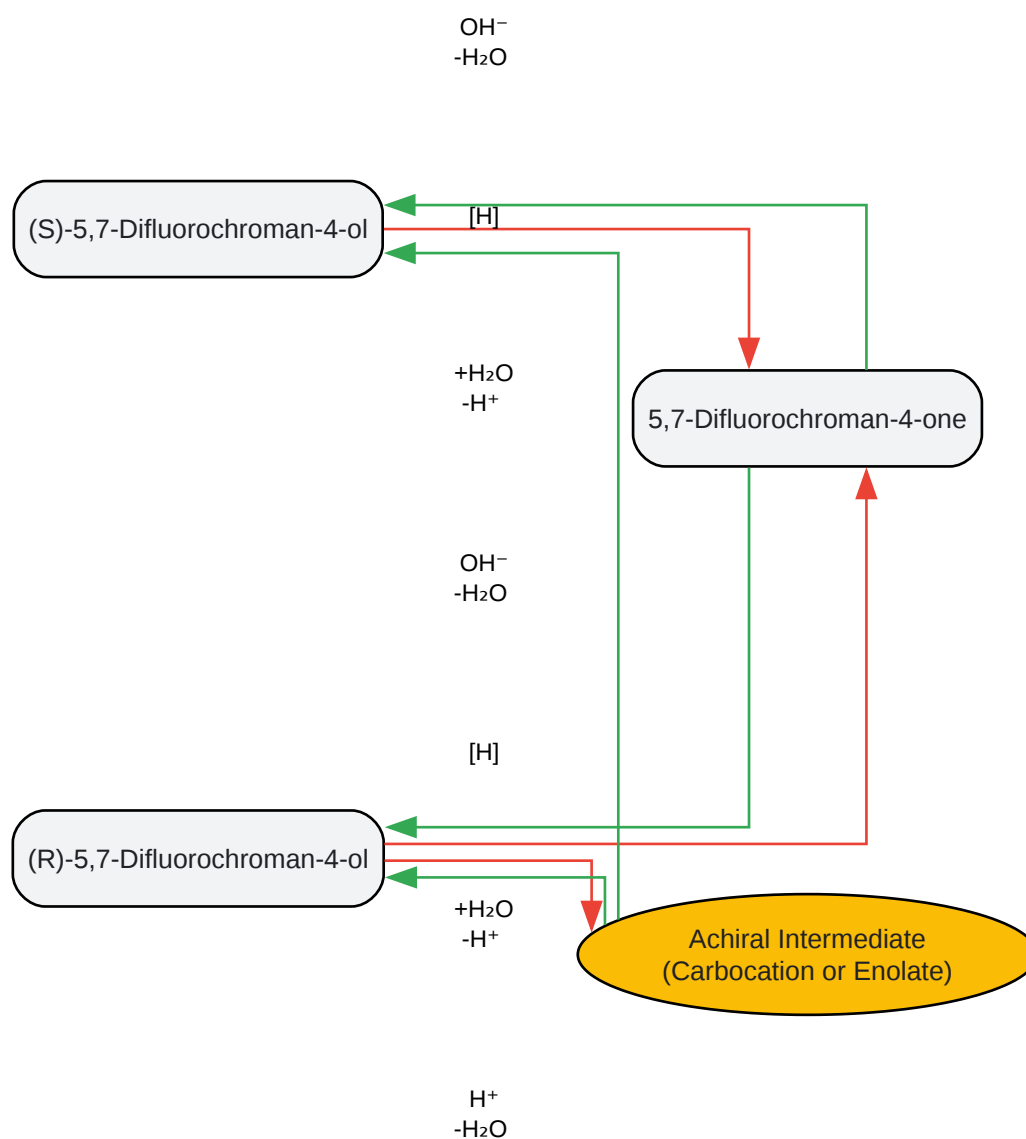 OH⁻
-H₂O
(S)-5,7-Difluorochroman-4-ol
[H]
+H₂O
-H⁺
5,7-Difluorochroman-4-one
OH⁻
-H₂O
[H]
(R)-5,7-Difluorochroman-4-ol
+H₂O
-H⁺
Achiral Intermediate
(Carbocation or Enolate)
H⁺
-H₂O